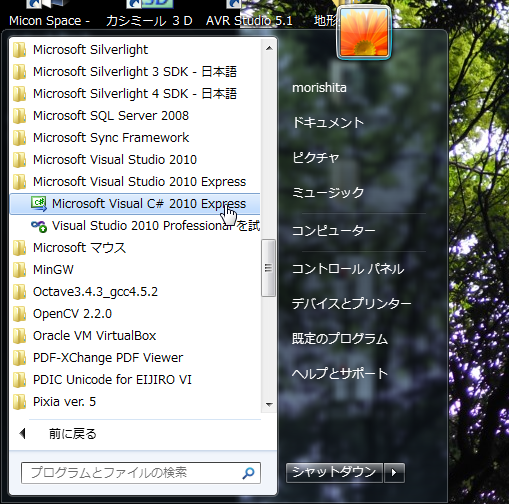 Micon Space - カシミール 3D AVR Studio 5.1 地形
Microsoft Silverlight
Microsoft Silverlight 3 SDK - 日本語
Microsoft Silverlight 4 SDK - 日本語
Microsoft SQL Server 2008
Microsoft Sync Framework
Microsoft Visual Studio 2010
Microsoft Visual Studio 2010 Express
Microsoft Visual C# 2010 Express
Visual Studio 2010 Professional を試
Microsoft マウス
MinGW
Octave3.4.3_gcc4.5.2
OpenCV 2.2.0
Oracle VM VirtualBox
PDF-XChange PDF Viewer
PDIC Unicode for EIJIRO VI
Pixia ver. 5
前に戻る
プログラムとファイルの検索
morishita
ドキュメント
ピクチャ
ミュージック
コンピューター
コントロール パネル
デバイスとプリンター
既定のプログラム
ヘルプとサポート
シャットダウン